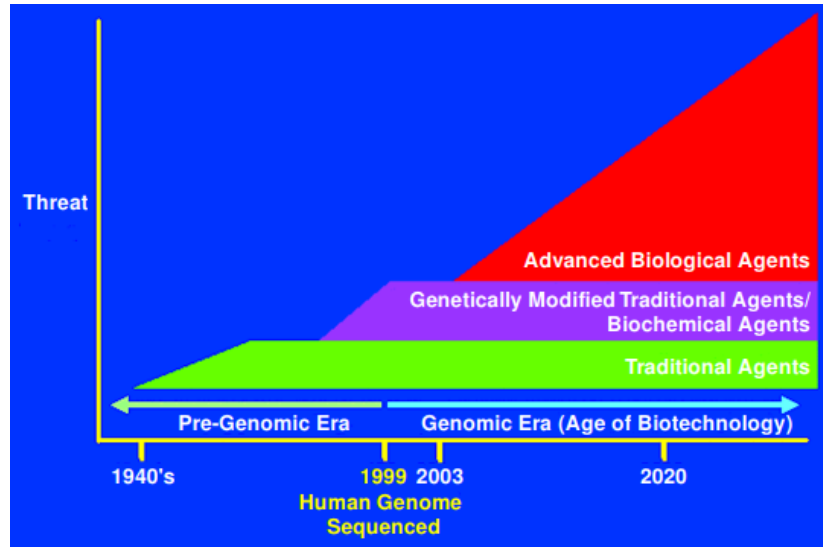 Threat
Advanced Biological Agents
Genetically Modified Traditional Agents/
Biochemical Agents
Traditional Agents
Pre-Genomic Era
Genomic Era (Age of Biotechnology)
1940's
1999
2003
2020
Human Genome
Sequenced